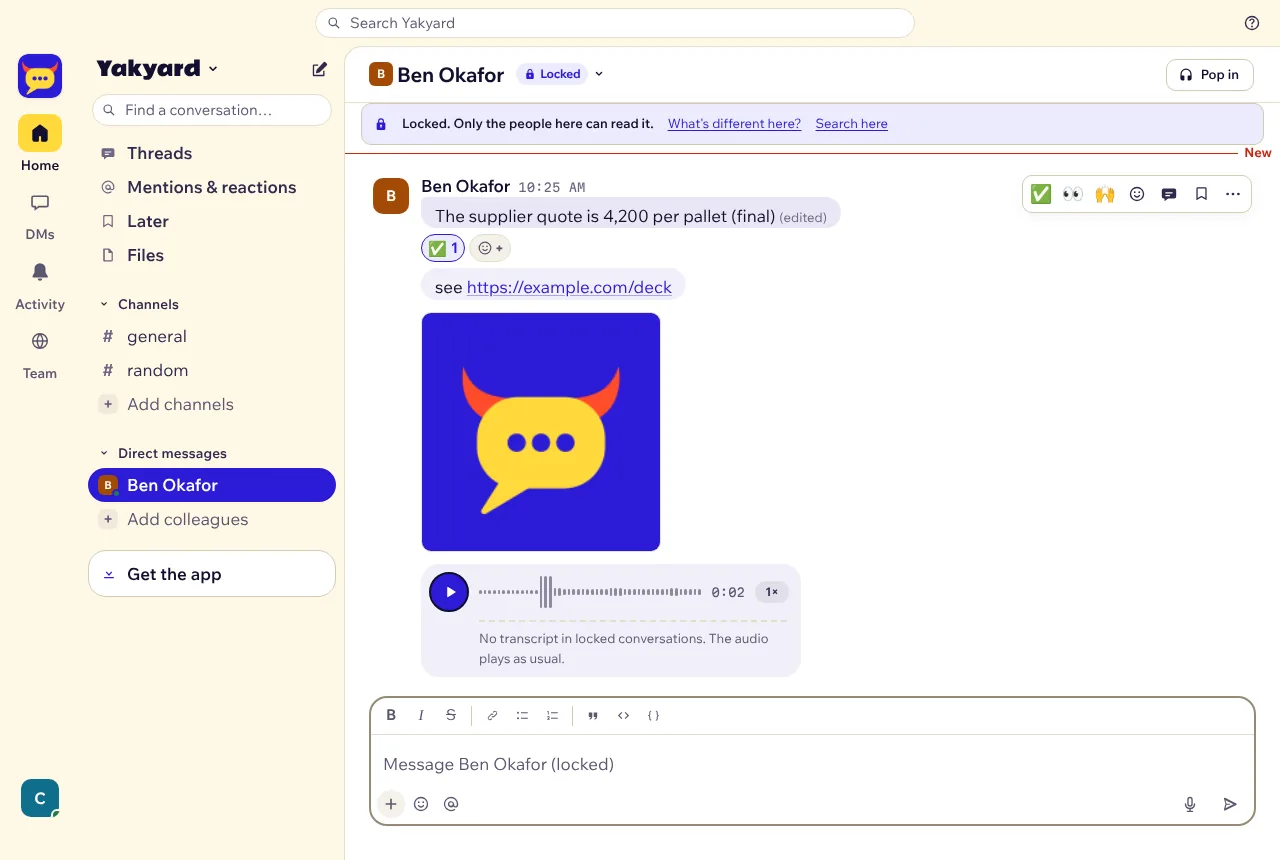 Search Yakyard
Yakyard
Find a conversation…
Home
DMs
Activity
Team
C
Threads
Mentions & reactions
Later
Files
Channels
# general
# random
+ Add channels
Direct messages
B Ben Okafor
+ Add colleagues
Get the app
B Ben Okafor Locked
Pop in
Locked. Only the people here can read it. What's different here? Search here
New
B
Ben Okafor 10:25 AM
The supplier quote is 4,200 per pallet (final) (edited)
✅ 1
see https://example.com/deck
0:02 1×
No transcript in locked conversations. The audio
plays as usual.
B I S
Message Ben Okafor (locked)